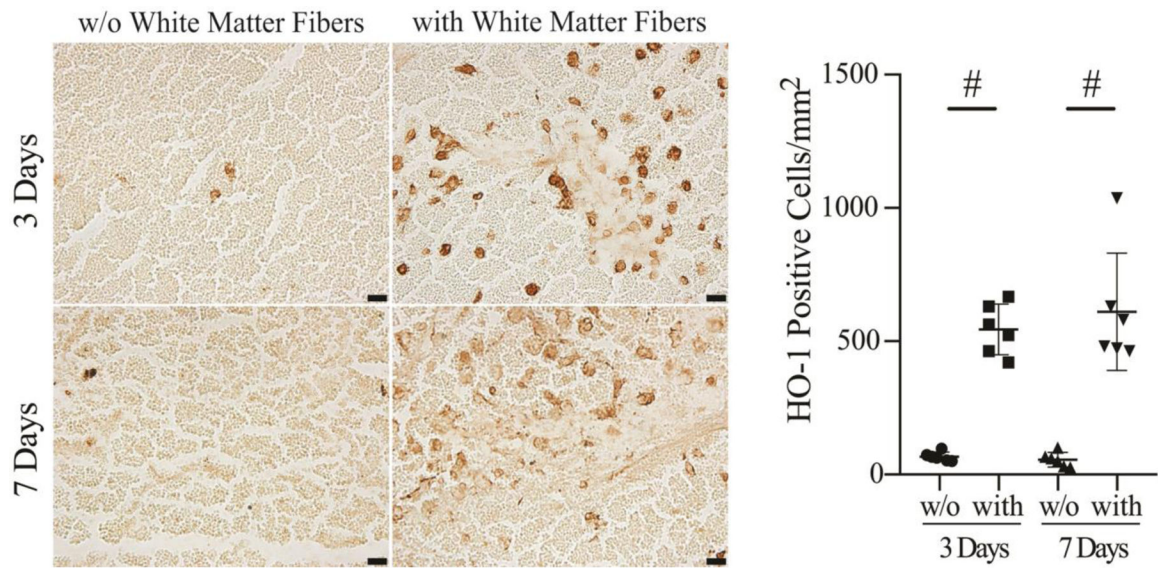 w/o White Matter Fibers
with White Matter Fibers
3 Days
7 Days
HO-1 Positive Cells/mm²
1500
1000
500
0
#
#
w/o with
w/o with
3 Days
7 Days